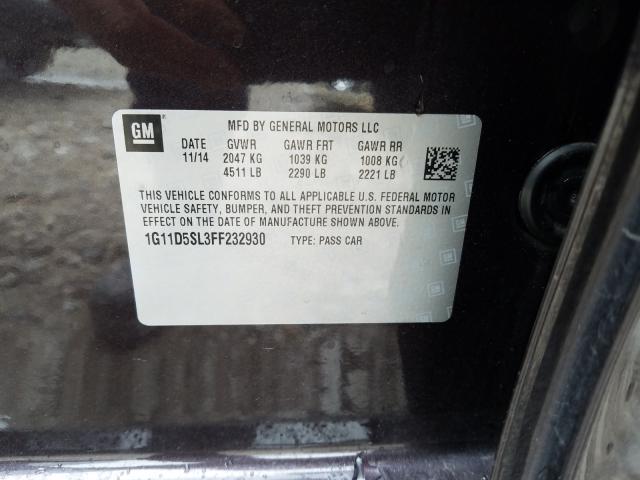 GM
MFD BY GENERAL MOTORS LLC
DATE GVWR GAWR FRT GAWR RR
11/14 2047 KG 1039 KG 1008 KG
4511 LB 2290 LB 2221 LB
THIS VEHICLE CONFORMS TO ALL APPLICABLE U.S. FEDERAL MOTOR
VEHICLE SAFETY, BUMPER, AND THEFT PREVENTION STANDARDS IN
EFFECT ON THE DATE OF MANUFACTURE SHOWN ABOVE.
1G11D5SL3FF232930 TYPE: PASS CAR